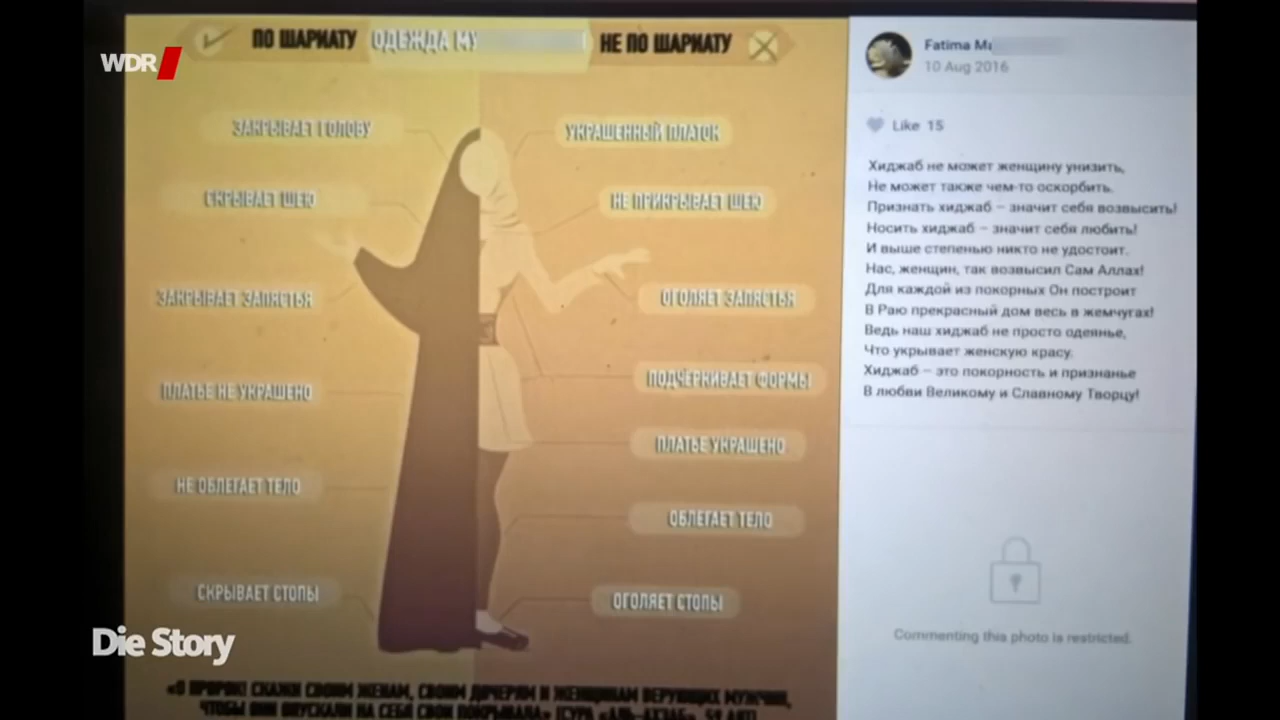 WDR
ПО ШАРИАТУ
ОДЕЖДА МУ
НЕ ПО ШАРИАТУ
ЗАКРЫВАЕТ ГОЛОВУ
СКРЫВАЕТ ШЕЮ
ЗАКРЫВАЕТ ЗАПЯСТЬЯ
ПЛАТЬЕ НЕ УКРАШЕНО
НЕ ОБЛЕГАЕТ ТЕЛО
СКРЫВАЕТ СТОПЫ
УКРАШЕННЫЙ ПЛАТОК
НЕ ПРИКРЫВАЕТ ШЕЮ
ОГОЛЯЕТ ЗАПЯСТЬЯ
ПОДЧЁРКИВАЕТ ФОРМЫ
ПЛАТЬЕ УКРАШЕНО
ОБЛЕГАЕТ ТЕЛО
ОГОЛЯЕТ СТОПЫ
«О ПРОРОК! СКАЖИ СВОИМ ЖЕНАМ, СВОИМ ДОЧЕРЯМ И ЖЕНЩИНАМ ВЕРУЮЩИХ МУЖЧИН,
ЧТОБЫ ОНИ ОПУСКАЛИ НА СЕБЯ СВОИ ПОКРЫВАЛА» (СУРА «АЛЬ-АХЗАБ», 59 АЯТ)
Die Story
Fatima Ma
10 Aug 2016
Like 15
Хиджаб не может женщину унизить,
Не может также чем-то оскорбить.
Признать хиджаб – значит себя возвысить!
Носить хиджаб – значит себя любить!
И выше степенью никто не удостоит.
Нас, женщин, так возвысил Сам Аллах!
Для каждой из покорных Он построит
В Раю прекрасный дом весь в жемчугах!
Ведь наш хиджаб не просто одеянье,
Что укрывает женскую красу.
Хиджаб – это покорность и признанье
В любви Великому и Славному Творцу!
Commenting this photo is restricted.